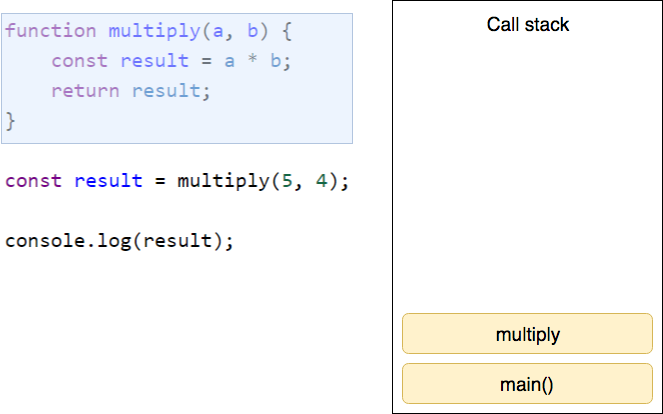 function multiply(a, b) {
    const result = a * b;
    return result;
}
const result = multiply(5, 4);
console.log(result);
Call stack
multiply
main()